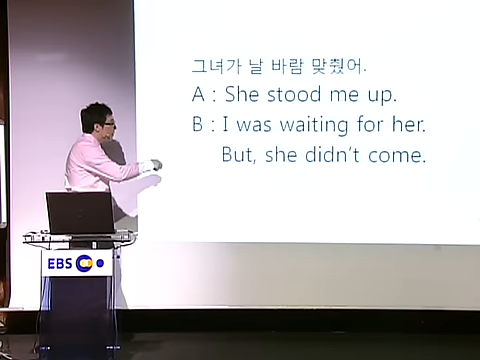 그녀가 날 바람 맞췄어.
A : She stood me up.
B : I was waiting for her.
But, she didn't come.
EBS